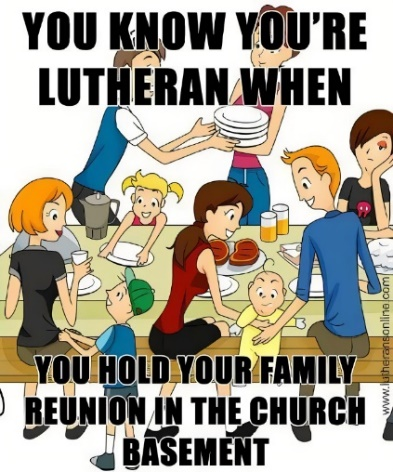 YOU KNOW YOU'RE
LUTHERAN WHEN
YOU HOLD YOUR FAMILY
REUNION IN THE CHURCH
BASEMENT
www.lutheransonline.com